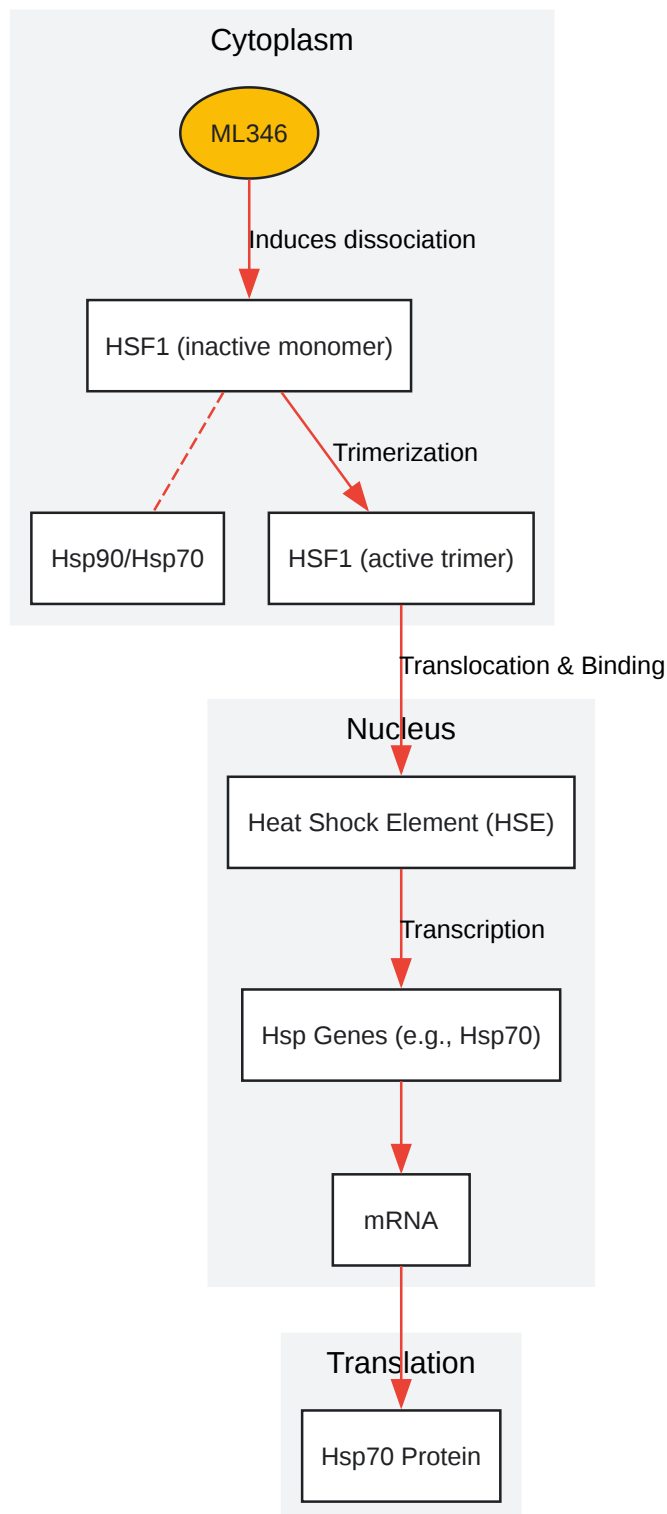 Cytoplasm
ML346
Induces dissociation
HSF1 (inactive monomer)
Trimerization
Hsp90/Hsp70
HSF1 (active trimer)
Translocation & Binding
Nucleus
Heat Shock Element (HSE)
Transcription
Hsp Genes (e.g., Hsp70)
mRNA
Translation
Hsp70 Protein